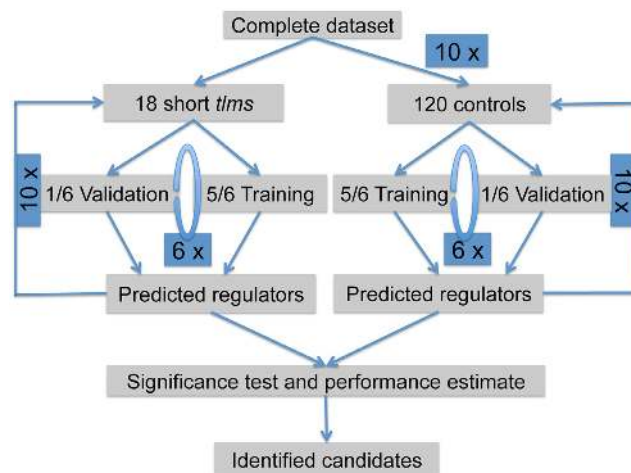 Complete dataset
10 x
18 short tlms
120 controls
10 x
1/6 Validation
5/6 Training
5/6 Training
1/6 Validation
10 x
6 x
6 x
Predicted regulators
Predicted regulators
Significance test and performance estimate
Identified candidates